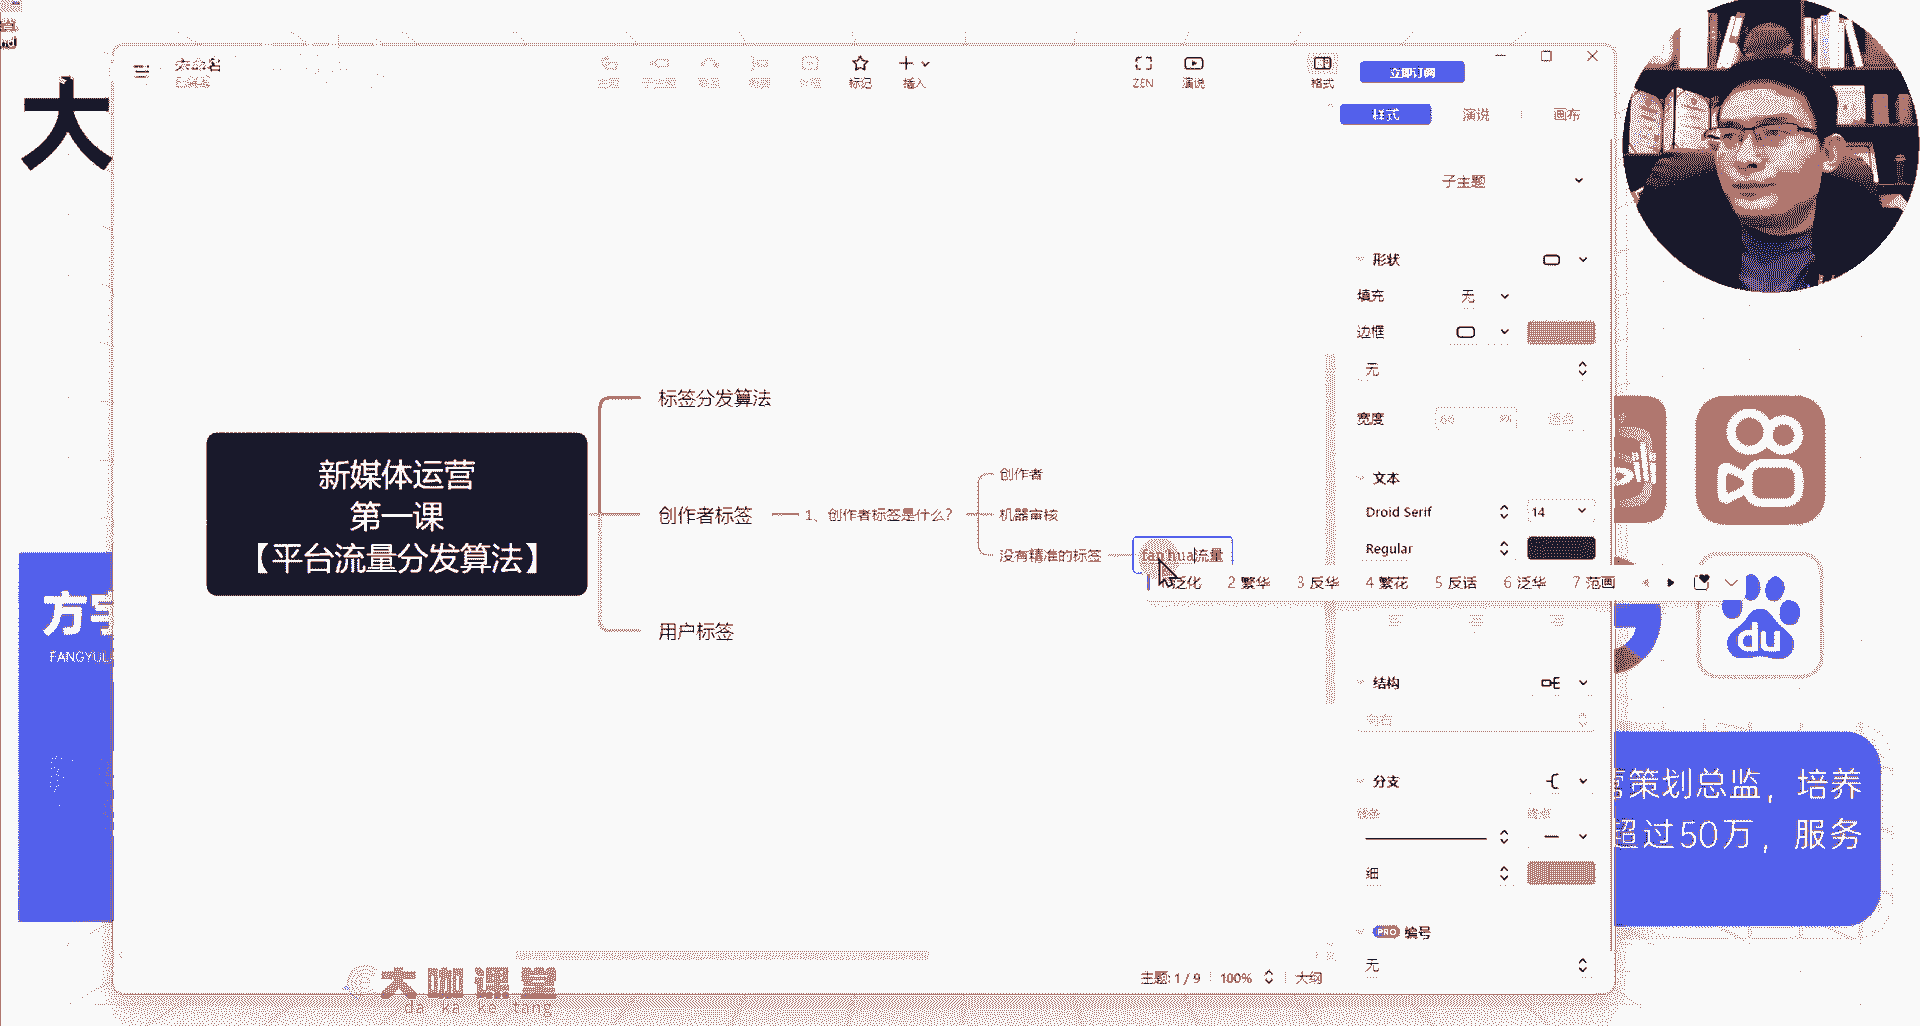 大
未命名
子主题
标记
插入
ZEN
演说
格式
立即订阅
样式
演说
画布
子主题
形状
填充
无
边框
无
宽度
文本
Droid Serif
14
Regular
结构
分支
细
PRO
编号
无
标签分发算法
新媒体运营
第一课
【平台流量分发算法】
创作者标签
1、创作者标签是什么?
创作者
机器审核
没有精准的标签
fan'hua流量
泛化
2 繁华
3 反华
4 繁花
5 反话
6 泛华
7 范画
用户标签
方宇
FANGYU
du
营策划总监，培养
超过50万，服务
主题: 1 / 9
100%
大纲
大咖课堂
da ka ke tang